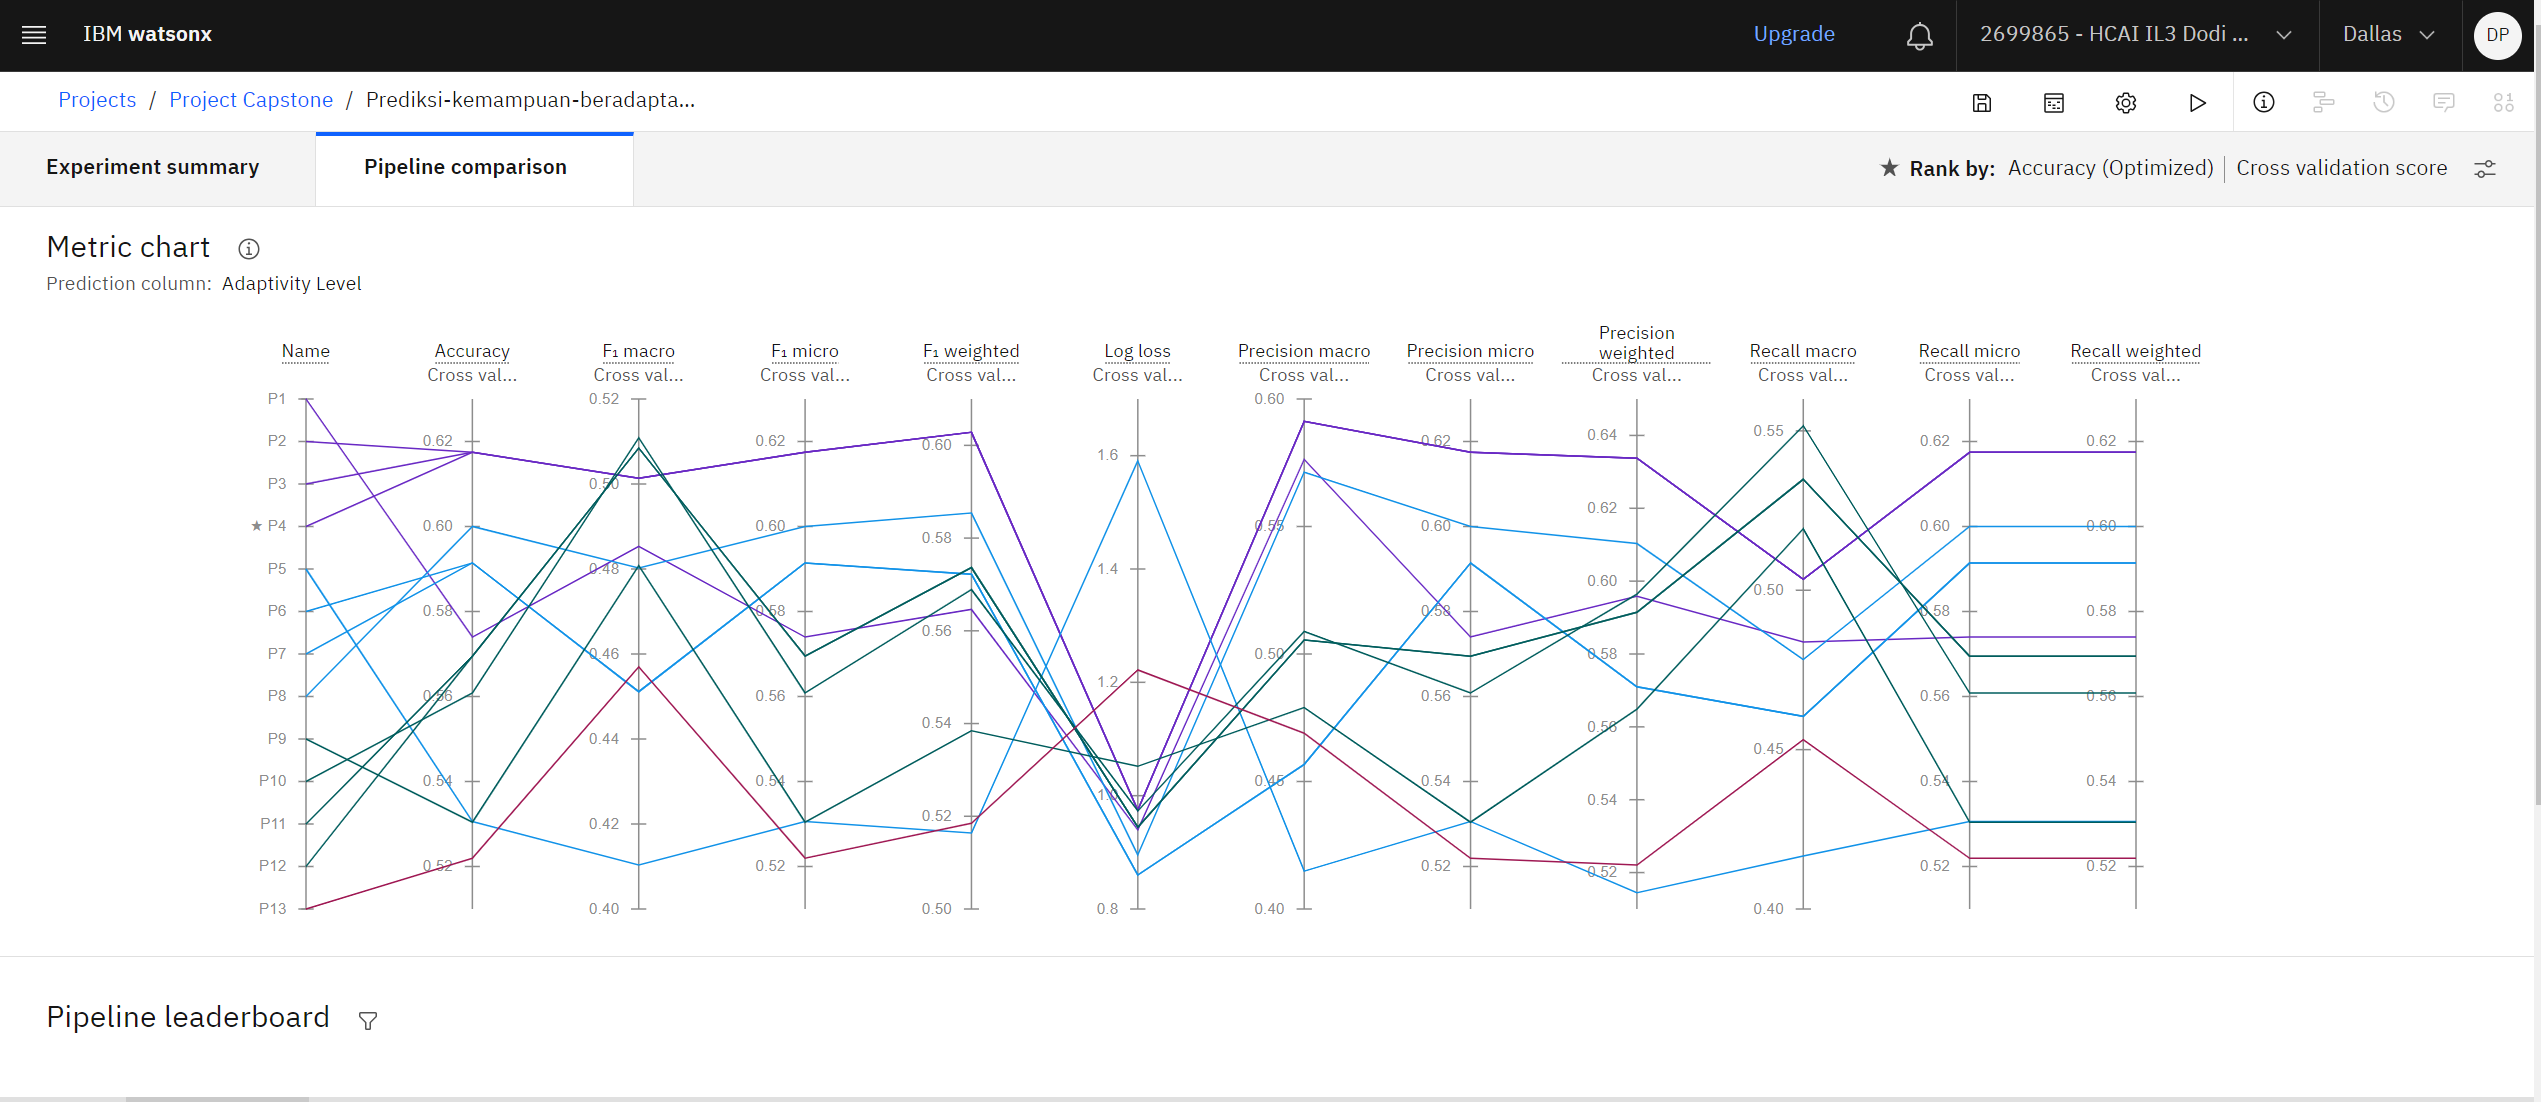 IBM watsonx
Upgrade
2699865 - HCAI IL3 Dodi ...
Dallas
DP
Projects / Project Capstone / Prediksi-kemampuan-beradapta...
Experiment summary
Pipeline comparison
★ Rank by: Accuracy (Optimized) | Cross validation score
Metric chart
Prediction column: Adaptivity Level
Name
Accuracy
Cross val...
F₁ macro
Cross val...
F₁ micro
Cross val...
F₁ weighted
Cross val...
Log loss
Cross val...
Precision macro
Cross val...
Precision micro
Cross val...
Precision
weighted
Cross val...
Recall macro
Cross val...
Recall micro
Cross val...
Recall weighted
Cross val...
P1
P2
P3
★ P4
P5
P6
P7
P8
P9
P10
P11
P12
P13
0.62
0.60
0.58
0.56
0.54
0.52
0.52
0.50
0.48
0.46
0.44
0.42
0.40
0.62
0.60
0.58
0.56
0.54
0.52
0.60
0.58
0.56
0.54
0.52
0.50
1.6
1.4
1.2
1.0
0.8
0.60
0.55
0.50
0.45
0.40
0.62
0.60
0.58
0.56
0.54
0.52
0.64
0.62
0.60
0.58
0.56
0.54
0.52
0.55
0.50
0.45
0.40
0.62
0.60
0.58
0.56
0.54
0.52
0.62
0.60
0.58
0.56
0.54
0.52
Pipeline leaderboard